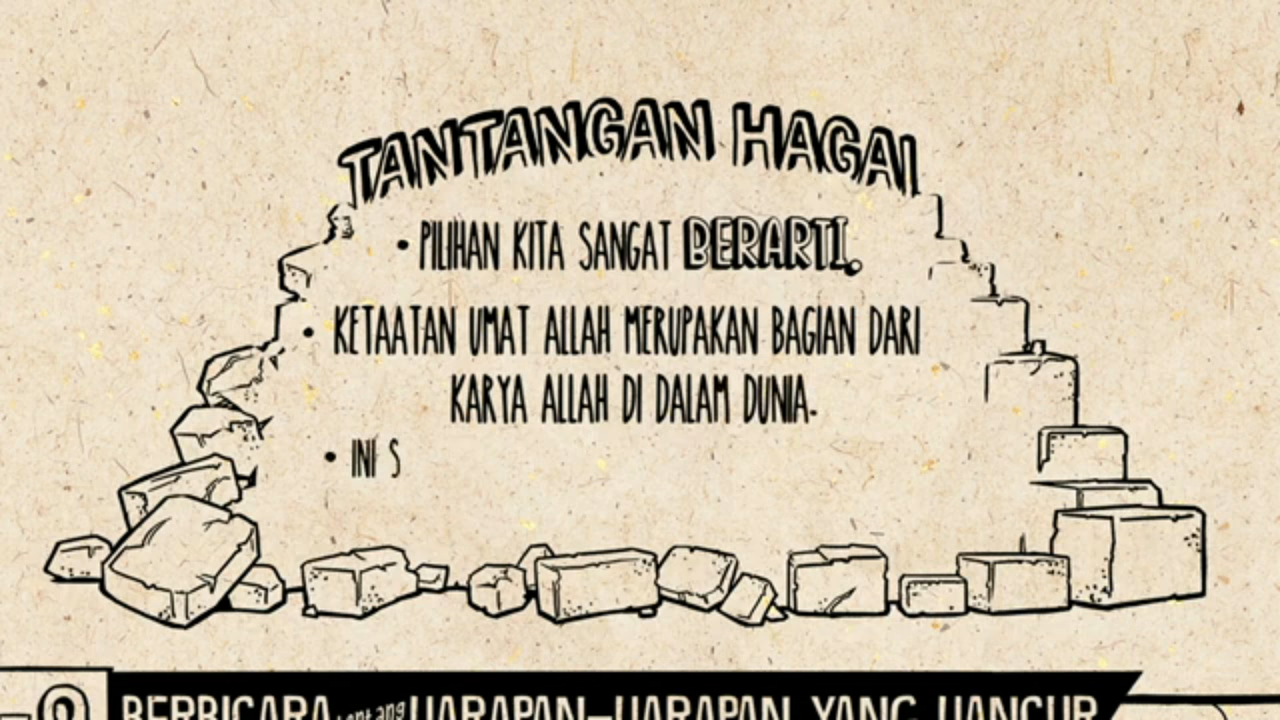 TANTANGAN HAGAI
• PILIHAN KITA SANGAT BERARTI.
• KETAATAN UMAT ALLAH MERUPAKAN BAGIAN DARI
KARYA ALLAH DI DALAM DUNIA.
• INI S
BERBICARA tentang HARAPAN-HARAPAN YANG HANCUR